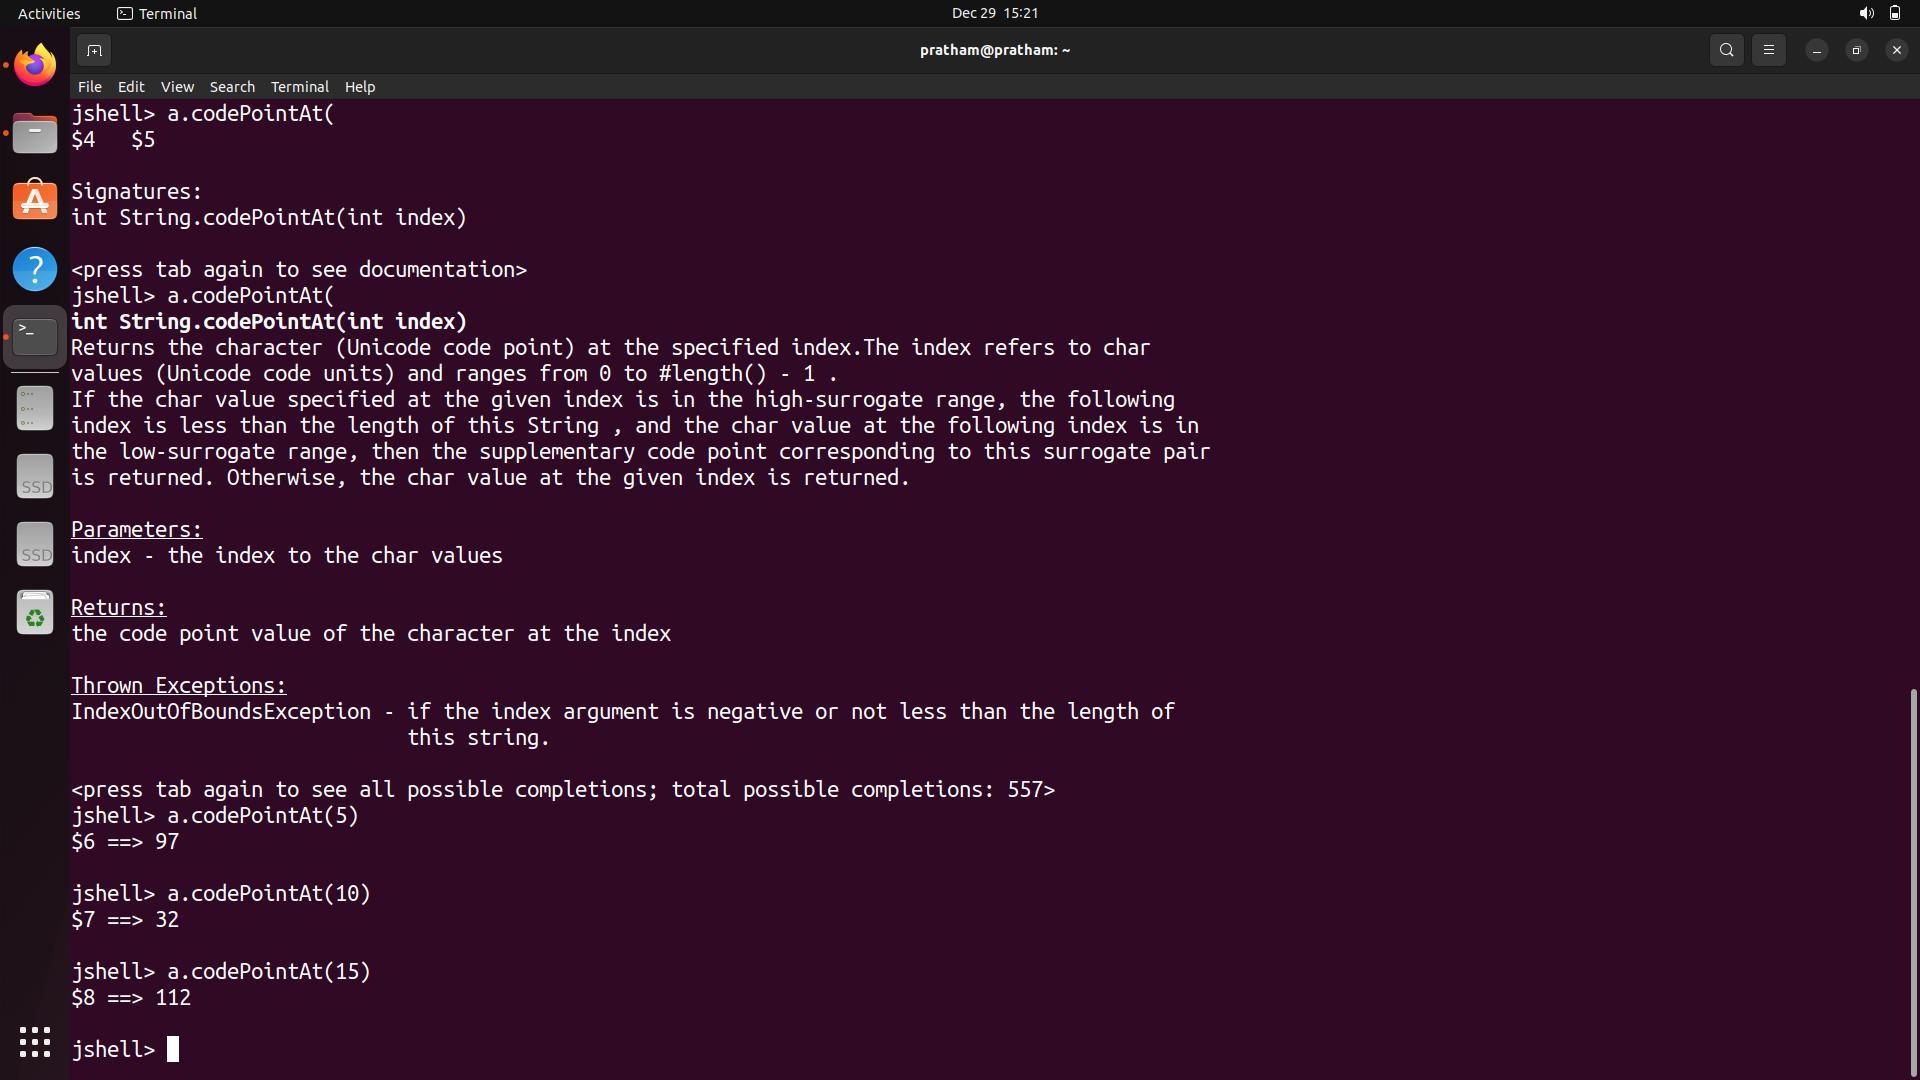 Activities Terminal Dec 29 15:21
pratham@pratham: ~
File Edit View Search Terminal Help
jshell> a.codePointAt(
$4   $5
Signatures:
int String.codePointAt(int index)
<press tab again to see documentation>
jshell> a.codePointAt(
int String.codePointAt(int index)
Returns the character (Unicode code point) at the specified index.The index refers to char
values (Unicode code units) and ranges from 0 to #length() - 1 .
If the char value specified at the given index is in the high-surrogate range, the following
index is less than the length of this String , and the char value at the following index is in
the low-surrogate range, then the supplementary code point corresponding to this surrogate pair
is returned. Otherwise, the char value at the given index is returned.
Parameters:
index - the index to the char values
Returns:
the code point value of the character at the index
Thrown Exceptions:
IndexOutOfBoundsException - if the index argument is negative or not less than the length of
this string.
<press tab again to see all possible completions; total possible completions: 557>
jshell> a.codePointAt(5)
$6 ==> 97
jshell> a.codePointAt(10)
$7 ==> 32
jshell> a.codePointAt(15)
$8 ==> 112
jshell>
SSD
SSD